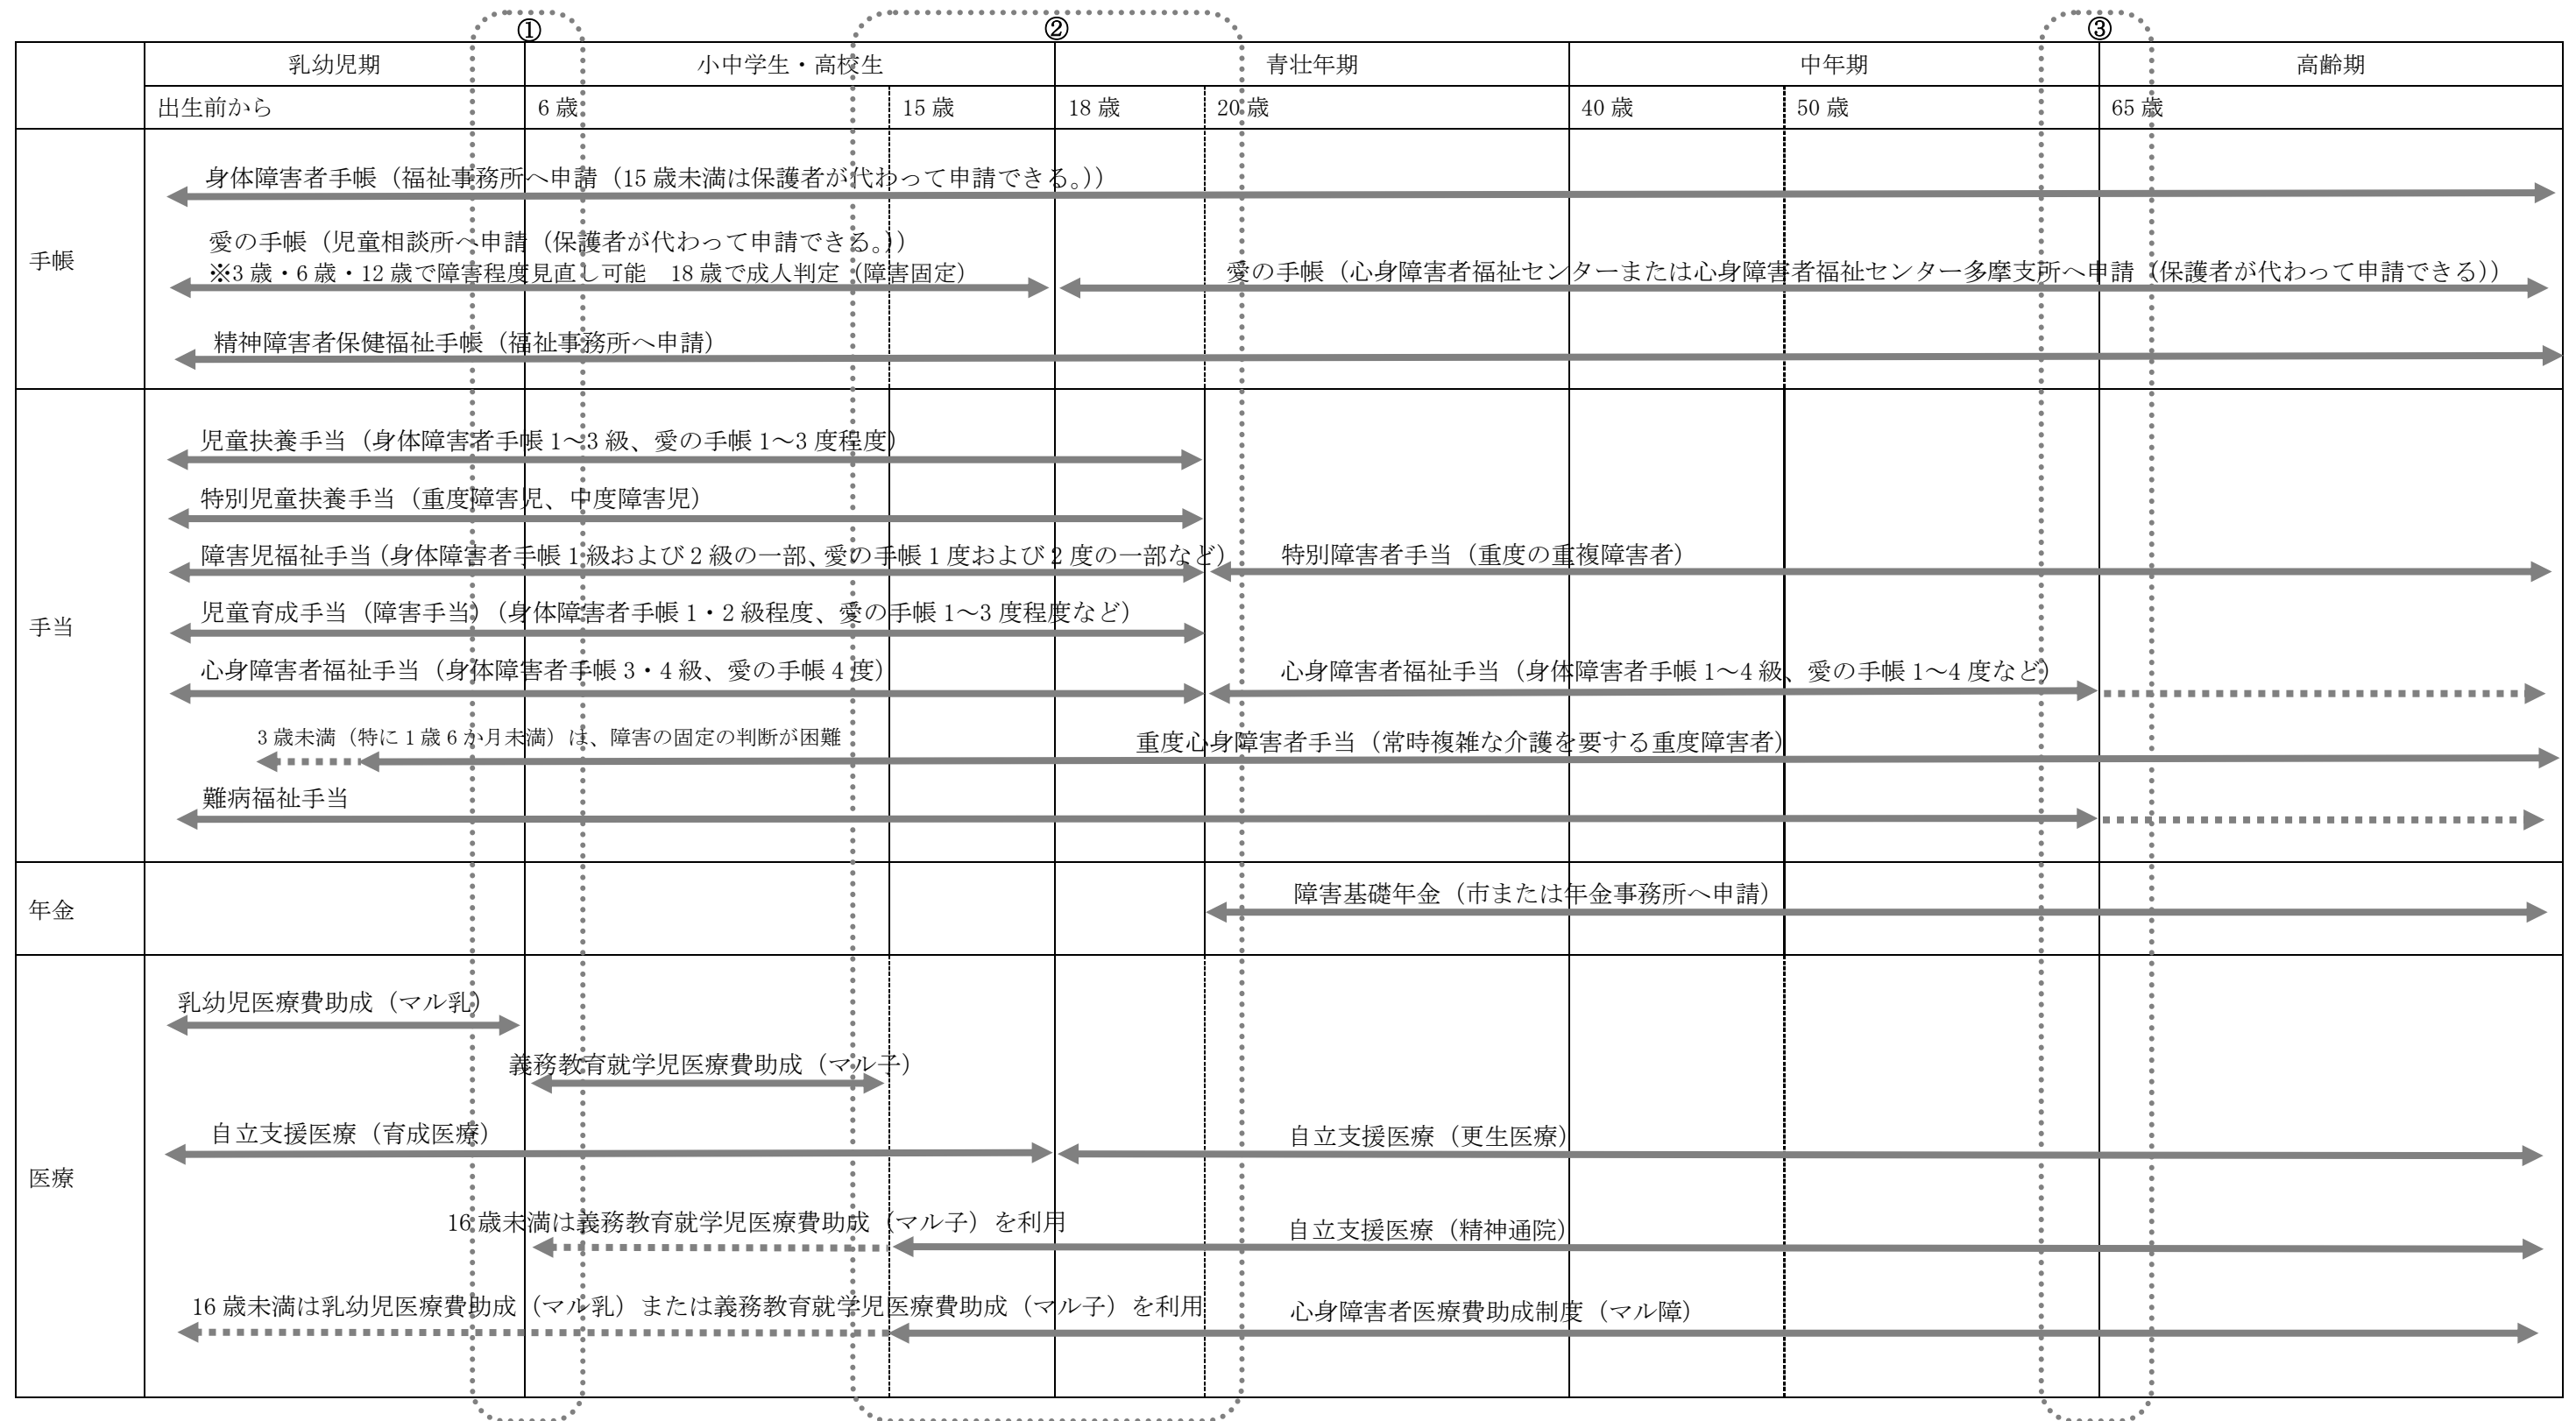 ① ② ③
乳幼児期 小中学生・高校生 青壮年期 中年期 高齢期
出生前から 6歳 15歳 18歳 20歳 40歳 50歳 65歳
手帳
身体障害者手帳（福祉事務所へ申請（15歳未満は保護者が代わって申請できる。））
愛の手帳（児童相談所へ申請（保護者が代わって申請できる。））
※3歳・6歳・12歳で障害程度見直し可能　18歳で成人判定（障害固定）
愛の手帳（心身障害者福祉センターまたは心身障害者福祉センター多摩支所へ申請（保護者が代わって申請できる））
精神障害者保健福祉手帳（福祉事務所へ申請）
手当
児童扶養手当（身体障害者手帳1～3級、愛の手帳1～3度程度）
特別児童扶養手当（重度障害児、中度障害児）
障害児福祉手当（身体障害者手帳1級および2級の一部、愛の手帳1度および2度の一部など）
特別障害者手当（重度の重複障害者）
児童育成手当（障害手当）（身体障害者手帳1・2級程度、愛の手帳1～3度程度など）
心身障害者福祉手当（身体障害者手帳3・4級、愛の手帳4度）
心身障害者福祉手当（身体障害者手帳1～4級、愛の手帳1～4度など）
3歳未満（特に1歳6か月未満）は、障害の固定の判断が困難
重度心身障害者手当（常時複雑な介護を要する重度障害者）
難病福祉手当
年金
障害基礎年金（市または年金事務所へ申請）
医療
乳幼児医療費助成（マル乳）
義務教育就学児医療費助成（マル子）
自立支援医療（育成医療）
自立支援医療（更生医療）
16歳未満は義務教育就学児医療費助成（マル子）を利用
自立支援医療（精神通院）
16歳未満は乳幼児医療費助成（マル乳）または義務教育就学児医療費助成（マル子）を利用
心身障害者医療費助成制度（マル障）